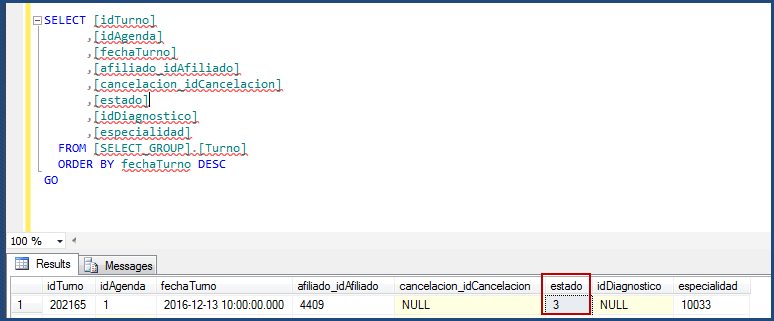 SELECT [idTurno]
,[idAgenda]
,[fechaTurno]
,[afiliado_idAfiliado]
,[cancelacion_idCancelacion]
,[estado]
,[idDiagnostico]
,[especialidad]
FROM [SELECT_GROUP].[Turno]
ORDER BY fechaTurno DESC
GO
100 %
Results Messages
idTurno idAgenda fechaTurno afiliado_idAfiliado cancelacion_idCancelacion estado idDiagnostico especialidad
1 202165 1 2016-12-13 10:00:00.000 4409 NULL 3 NULL 10033